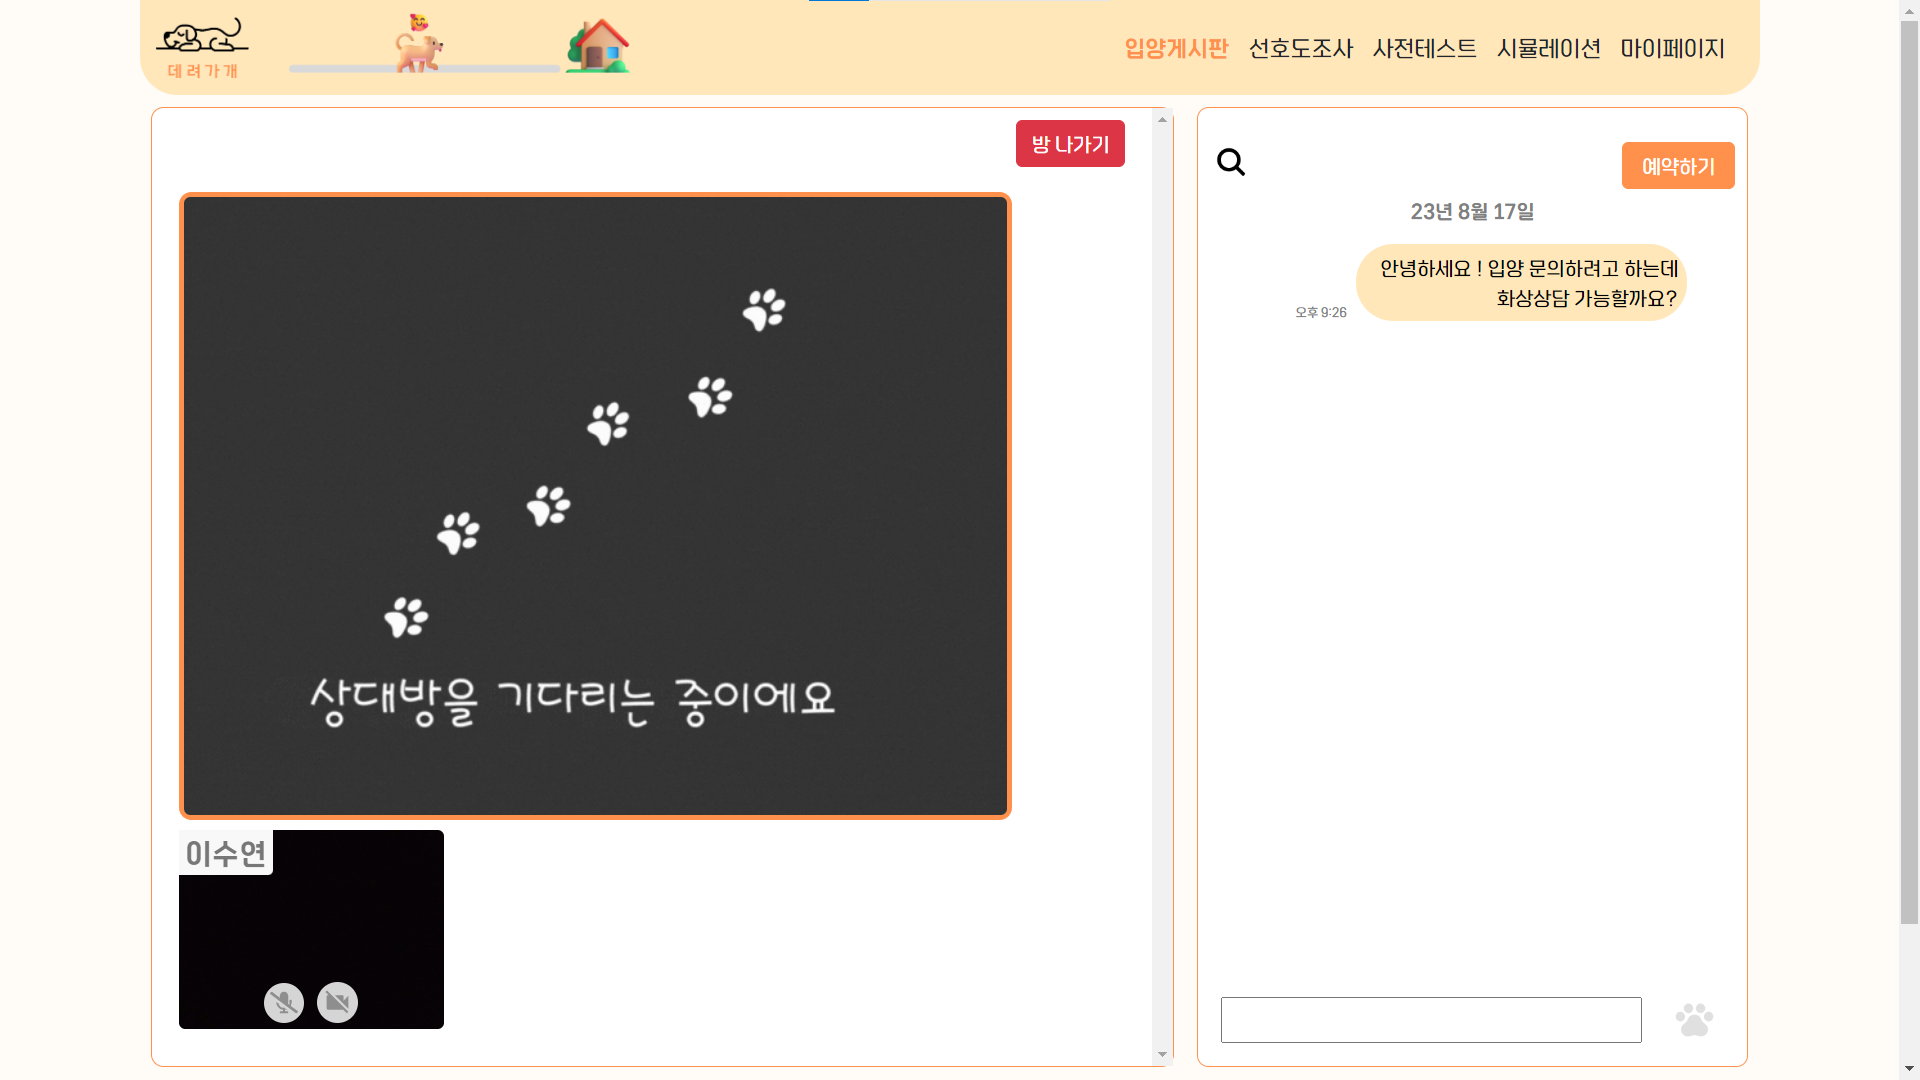 데려가개
입양게시판 선호도조사 사전테스트 시뮬레이션 마이페이지
방 나가기
상대방을 기다리는 중이에요
이수연
예약하기
23년 8월 17일
안녕하세요 ! 입양 문의하려고 하는데
화상상담 가능할까요?
오후 9:26